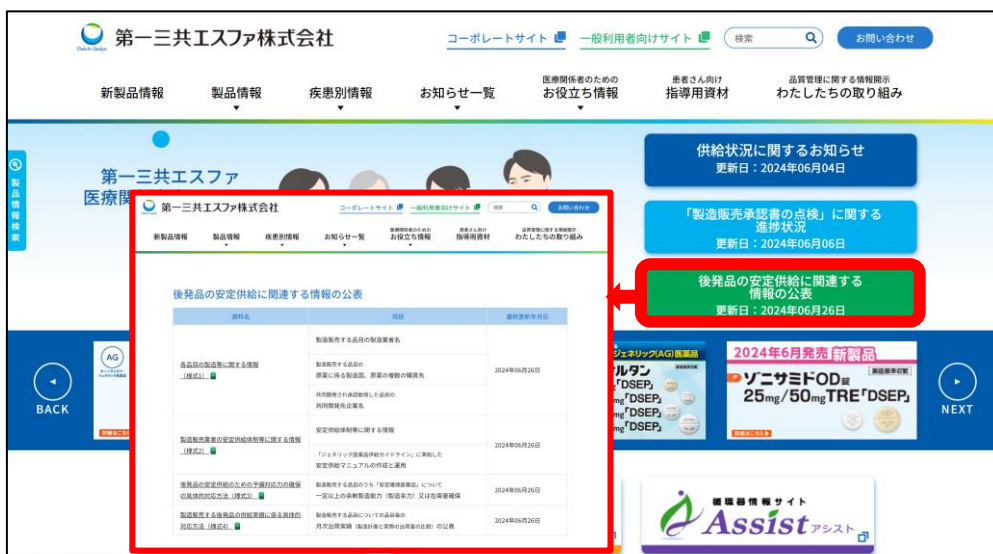 Daiichi-Sankyo
第一三共エスファ株式会社
コーポレートサイト
一般利用者向けサイト
検索
お問い合わせ
新製品情報
製品情報
疾患別情報
お知らせ一覧
医療関係者のための
お役立ち情報
患者さん向け
指導用資材
品質管理に関する情報開示
わたしたちの取り組み
製品情報検索
第一三共エスファ
医療関
供給状況に関するお知らせ
更新日：2024年06月04日
「製造販売承認書の点検」に関する
進捗状況
更新日：2024年06月06日
後発品の安定供給に関連する
情報の公表
更新日：2024年06月26日
第一三共エスファ株式会社
コーポレートサイト
一般利用者向けサイト
検索
お問い合わせ
新製品情報
製品情報
疾患別情報
お知らせ一覧
医療関係者のための
お役立ち情報
患者さん向け
指導用資材
品質管理に関する情報開示
わたしたちの取り組み
後発品の安定供給に関連する情報の公表
資料名
項目
最終更新年月日
各品目の製造等に関する情報
（様式1）
製造販売する品目の製造業者名
製造販売する品目の
原薬に係る製造国、原薬の複数の購買先
共同開発され承認取得した品目の
共同開発先企業名
2024年06月26日
製造販売業者の安定供給体制等に関する情報
（様式2）
安定供給体制等に関する情報
「ジェネリック医薬品供給ガイドライン」に準拠した
安定供給マニュアルの作成と運用
2024年06月26日
後発品の安定供給のための予備対応力の確保
の具体的対応方法（様式3）
製造販売する品目のうち「安定確保医薬品」について
一定以上の余剰製造能力（製造余力）又は在庫量確保
2024年06月26日
製造販売する後発品の供給実績に係る具体的
対応方法（様式4）
製造販売する品目についての品目毎の
月次出荷実績（製造計画と実際の出荷量の比較）の公表
2024年06月26日
BACK
AG
詳細はこちら
ジェネリック(AG)医薬品
ルタン
mg「DSEP」
mg「DSEP」
mg「DSEP」
mg「DSEP」
2024年6月発売 新製品
薬価基準収載
ゾニサミドOD錠
25mg/50mgTRE「DSEP」
詳細はこちら
NEXT
循環器情報サイト
Assist アシスト